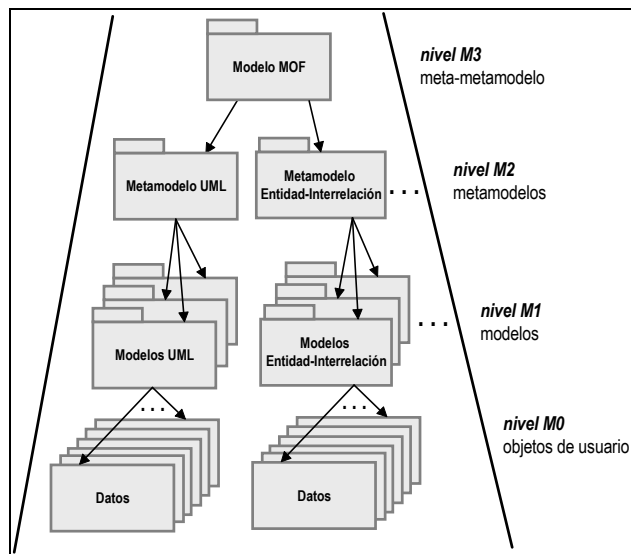 Modelo MOF
nivel M3
meta-metamodelo
Metamodelo UML
Metamodelo
Entidad-Interrelación
...
nivel M2
metamodelos
Modelos UML
Modelos
Entidad-Interrelación
...
nivel M1
modelos
...
...
nivel M0
objetos de usuario
Datos
Datos